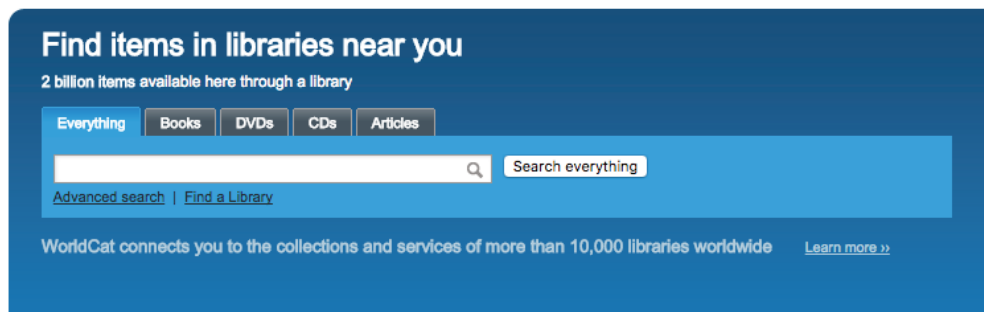 Find items in libraries near you
2 billion items available here through a library
Everything Books DVDs CDs Articles
Search everything
Advanced search | Find a Library
WorldCat connects you to the collections and services of more than 10,000 libraries worldwide Learn more ››